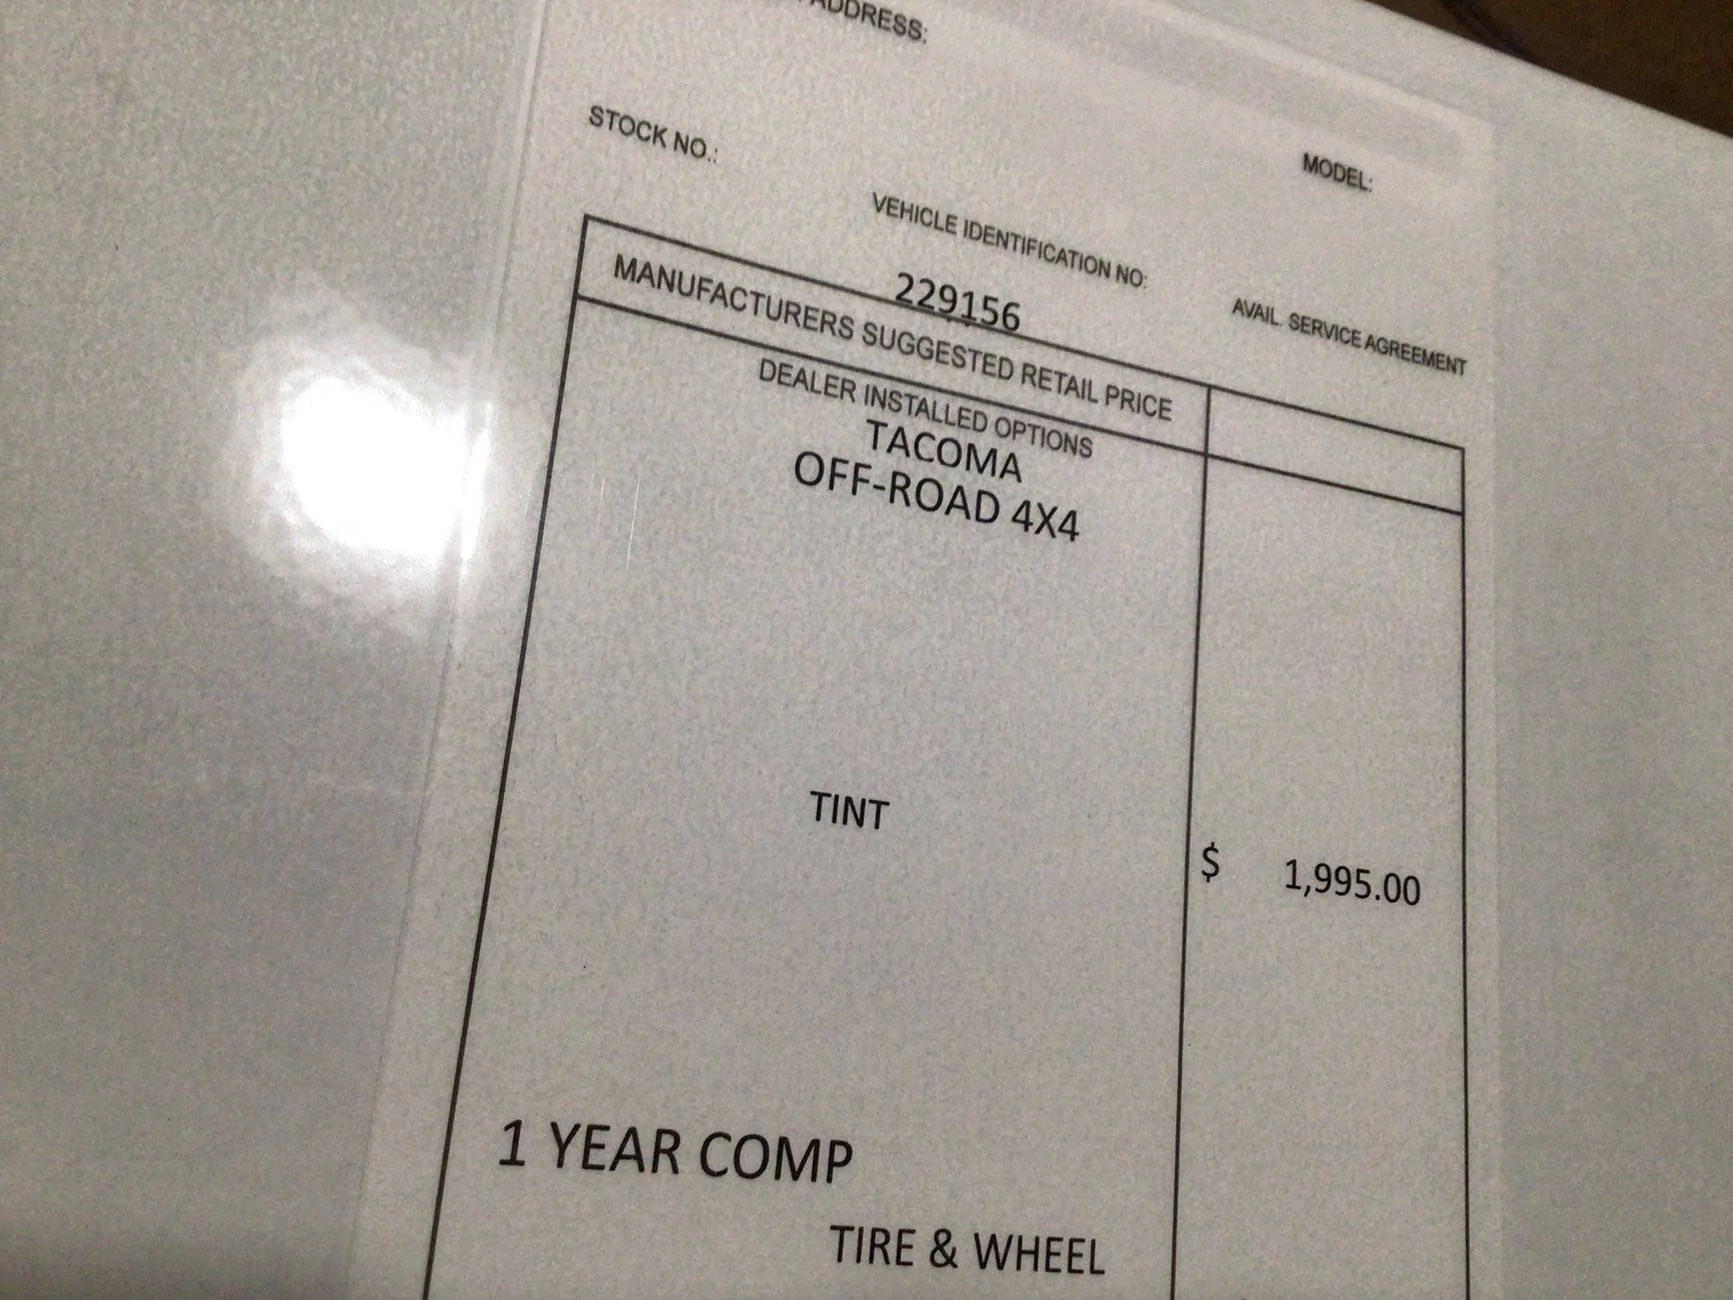 ADDRESS:
STOCK NO.:
MODEL:
VEHICLE IDENTIFICATION NO:
229156
AVAIL. SERVICE AGREEMENT
MANUFACTURERS SUGGESTED RETAIL PRICE
DEALER INSTALLED OPTIONS
TACOMA
OFF-ROAD 4X4
TINT
$ 1,995.00
1 YEAR COMP
TIRE & WHEEL